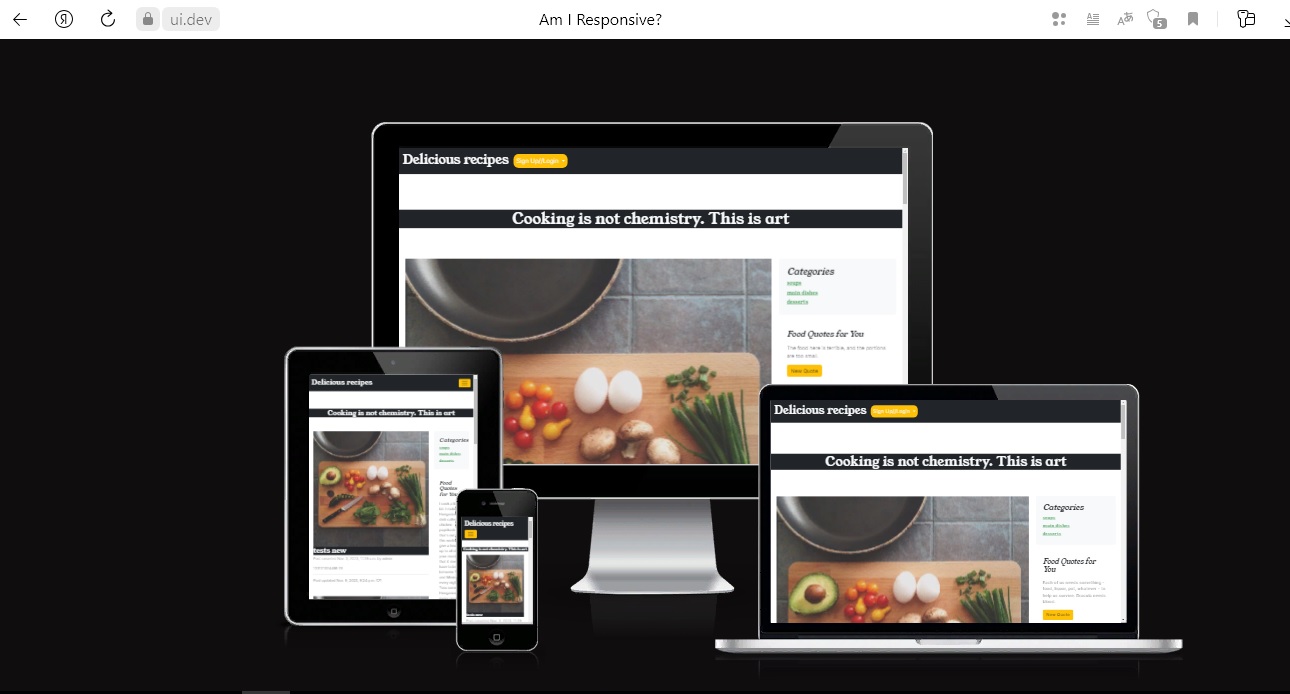 ui.dev
Am I Responsive?
5
Delicious recipes
Sign Up/Login
Cooking is not chemistry. This is art
Categories
soups
main dishes
desserts
Food Quotes for You
The food here is terrible, and the portions
are too small.
New Quote
Delicious recipes
Cooking is not chemistry. This is art
Categories
soups
main dishes
desserts
Food
Quotes
for You
tests new
Delicious recipes
Cooking is not chemistry. This is art
Delicious recipes
Sign Up/Login
Cooking is not chemistry. This is art
Categories
soups
main dishes
desserts
Food Quotes for
You
New Quote